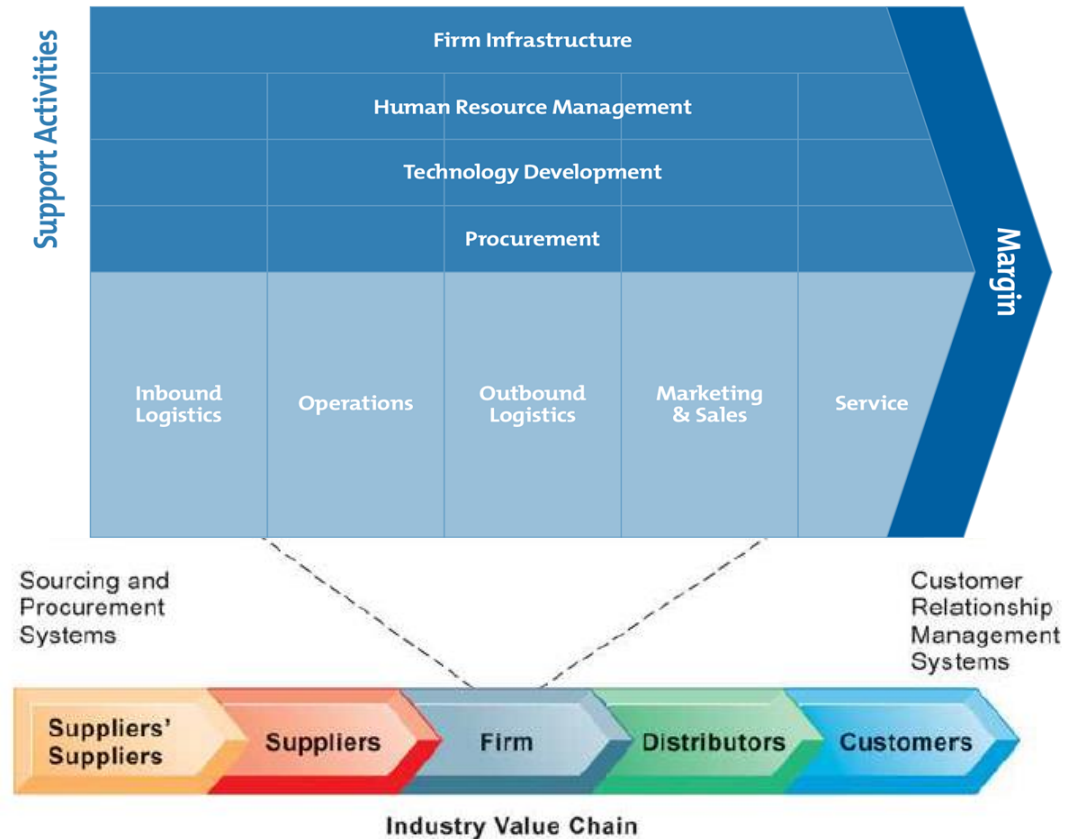 Support Activities
Firm Infrastructure
Human Resource Management
Technology Development
Procurement
Margin
Inbound
Logistics
Operations
Outbound
Logistics
Marketing
& Sales
Service
Sourcing and
Procurement
Systems
Customer
Relationship
Management
Systems
Suppliers’
Suppliers
Suppliers
Firm
Distributors
Customers
Industry Value Chain